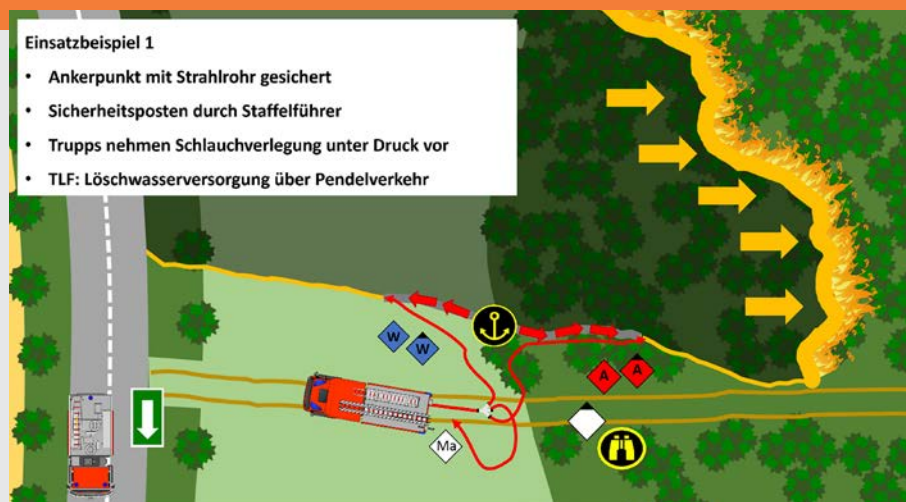 Einsatzbeispiel 1
• Ankerpunkt mit Strahlrohr gesichert
• Sicherheitsposten durch Staffelführer
• Trupps nehmen Schlauchverlegung unter Druck vor
• TLF: Löschwasserversorgung über Pendelverkehr
W
W
A
A
Ma